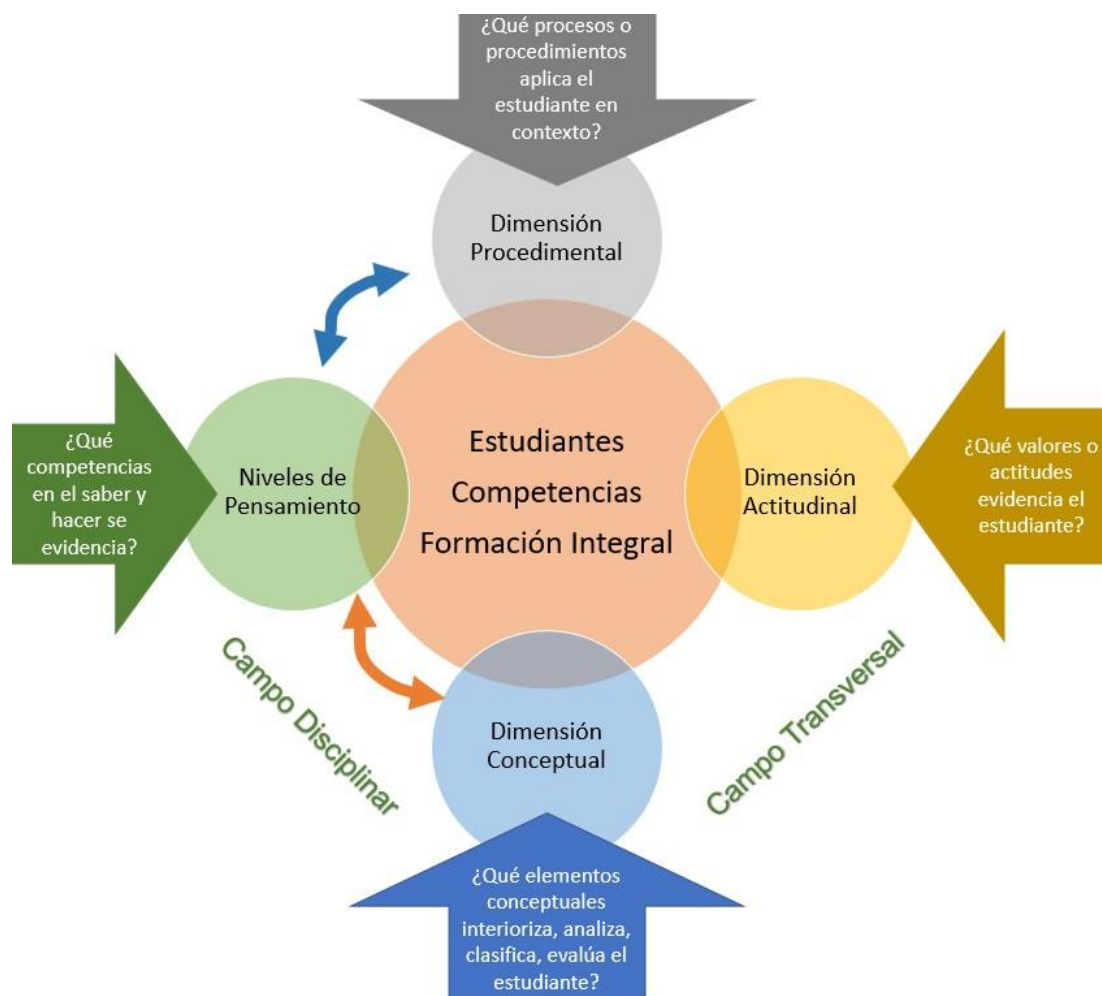 ¿Qué procesos o
procedimientos
aplica el
estudiante en
contexto?
Dimensión
Procedimental
¿Qué
competencias
en el saber y
hacer se
evidencia?
Niveles de
Pensamiento
Estudiantes
Competencias
Formación Integral
Dimensión
Actitudinal
¿Qué valores o
actitudes
evidencia el
estudiante?
Campo Disciplinar
Dimensión
Conceptual
Campo Transversal
¿Qué elementos
conceptuales
interioriza, analiza,
clasifica, evalúa el
estudiante?